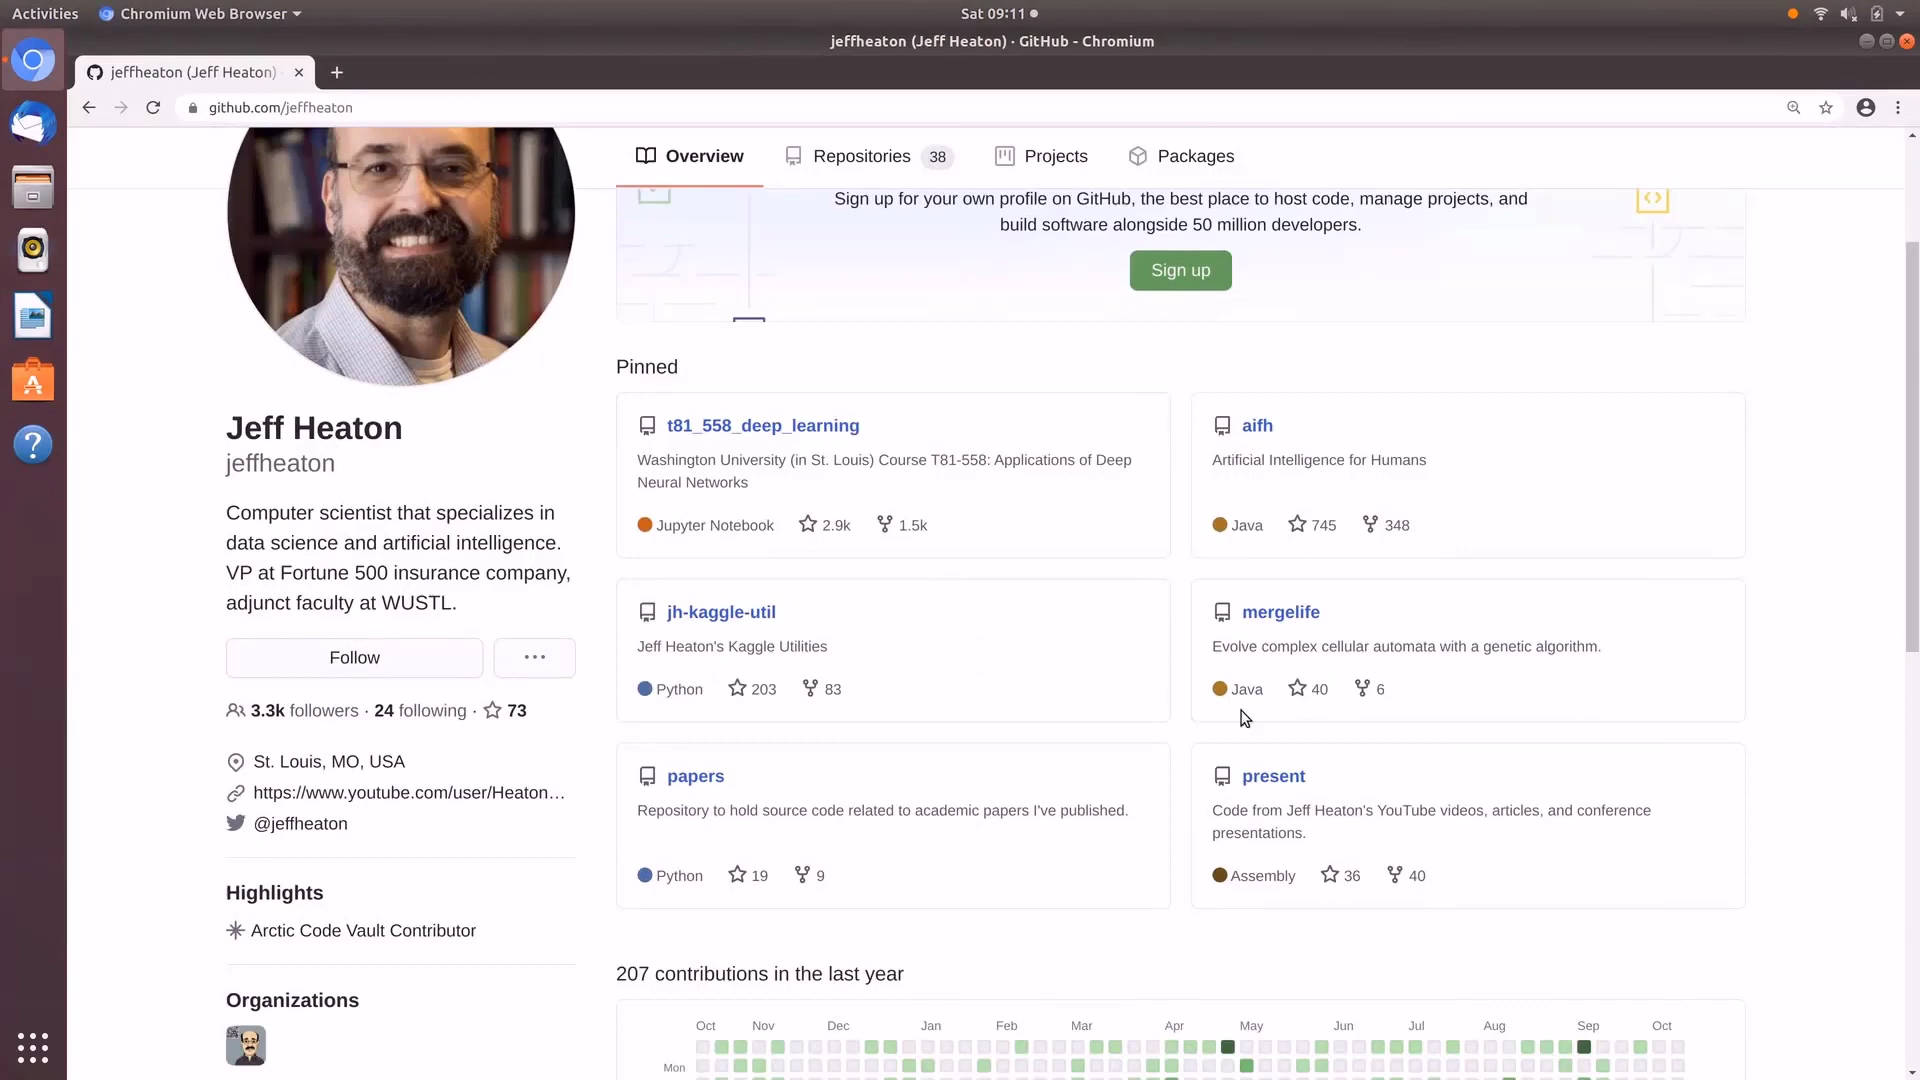 Activities
Chromium Web Browser
Sat 09:11
jeffheaton (Jeff Heaton) · GitHub - Chromium
jeffheaton (Jeff Heaton)
github.com/jeffheaton
Overview
Repositories 38
Projects
Packages
Sign up for your own profile on GitHub, the best place to host code, manage projects, and
build software alongside 50 million developers.
Sign up
Jeff Heaton
jeffheaton
Computer scientist that specializes in
data science and artificial intelligence.
VP at Fortune 500 insurance company,
adjunct faculty at WUSTL.
Follow
3.3k followers · 24 following · 73
St. Louis, MO, USA
https://www.youtube.com/user/Heaton…
@jeffheaton
Highlights
Arctic Code Vault Contributor
Organizations
Pinned
t81_558_deep_learning
Washington University (in St. Louis) Course T81-558: Applications of Deep
Neural Networks
Jupyter Notebook 2.9k 1.5k
aifh
Artificial Intelligence for Humans
Java 745 348
jh-kaggle-util
Jeff Heaton's Kaggle Utilities
Python 203 83
mergelife
Evolve complex cellular automata with a genetic algorithm.
Java 40 6
papers
Repository to hold source code related to academic papers I've published.
Python 19 9
present
Code from Jeff Heaton's YouTube videos, articles, and conference
presentations.
Assembly 36 40
207 contributions in the last year
Oct Nov Dec Jan Feb Mar Apr May Jun Jul Aug Sep Oct
Mon